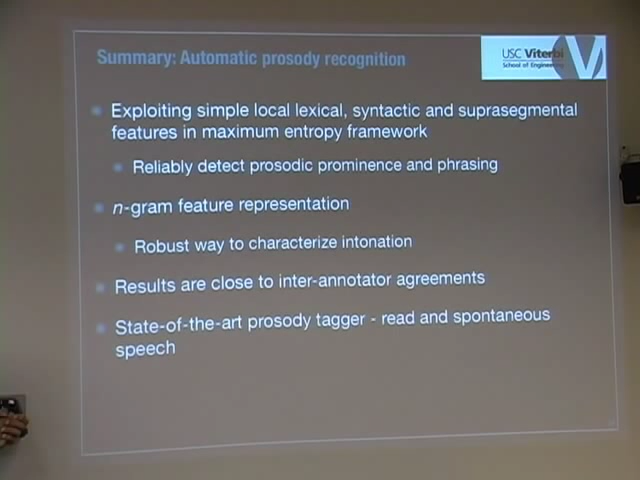 Summary: Automatic prosody recognition
USC Viterbi
School of Engineering
Exploiting simple local lexical, syntactic and suprasegmental
features in maximum entropy framework
Reliably detect prosodic prominence and phrasing
n-gram feature representation
Robust way to characterize intonation
Results are close to inter-annotator agreements
State-of-the-art prosody tagger - read and spontaneous
speech